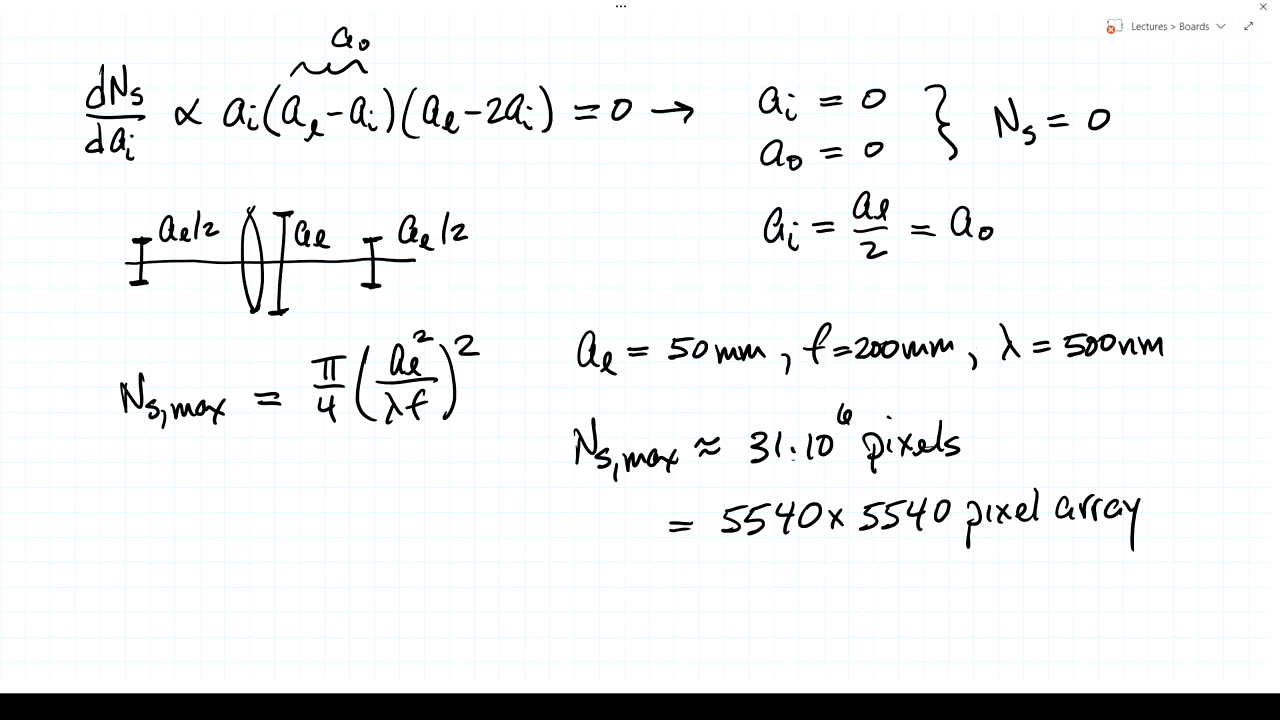 Lectures > Boards
a₀
dNₛ/daᵢ ∝ aᵢ(aₗ-aᵢ)(aₗ-2aᵢ) = 0 → aᵢ = 0
a₀ = 0 } Nₛ = 0
aₗ/2 aₗ aₗ/2
aᵢ = aₗ/2 = a₀
aₗ = 50mm, f=200mm, λ = 500nm
Nₛ,ₘₐₓ = π/4 (aₗ²/λf)²
Nₛ,ₘₐₓ ≈ 31·10⁶ pixels
= 5540 x 5540 pixel array